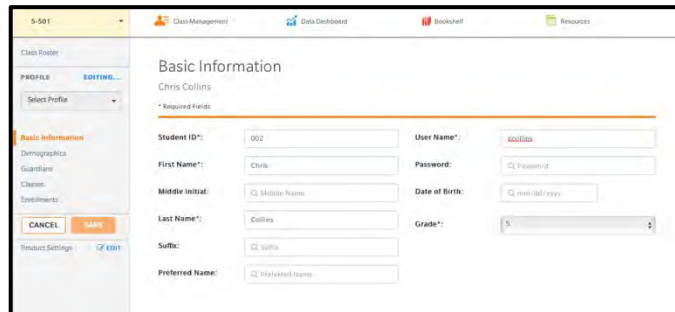 5-501
Class Management
Data Dashboard
Bookshelf
Resources
Class Roster
PROFILE EDITING...
Select Profile
Basic Information
Demographics
Guardians
Classes
Enrollments
CANCEL SAVE
Product Settings EDIT
Basic Information
Chris Collins
* Required Fields
Student ID*: 002
First Name*: Chris
Middle Initial: Middle Name
Last Name*: Collins
Suffix: Suffix
Preferred Name: Preferred Name
User Name*: ccollins
Password: Password
Date of Birth: mm/dd/yyyy
Grade*: 5